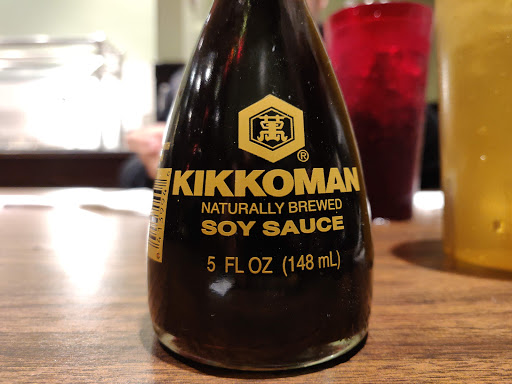 萬
®
KIKKOMAN
NATURALLY BREWED
SOY SAUCE
5 FL OZ (148 mL)